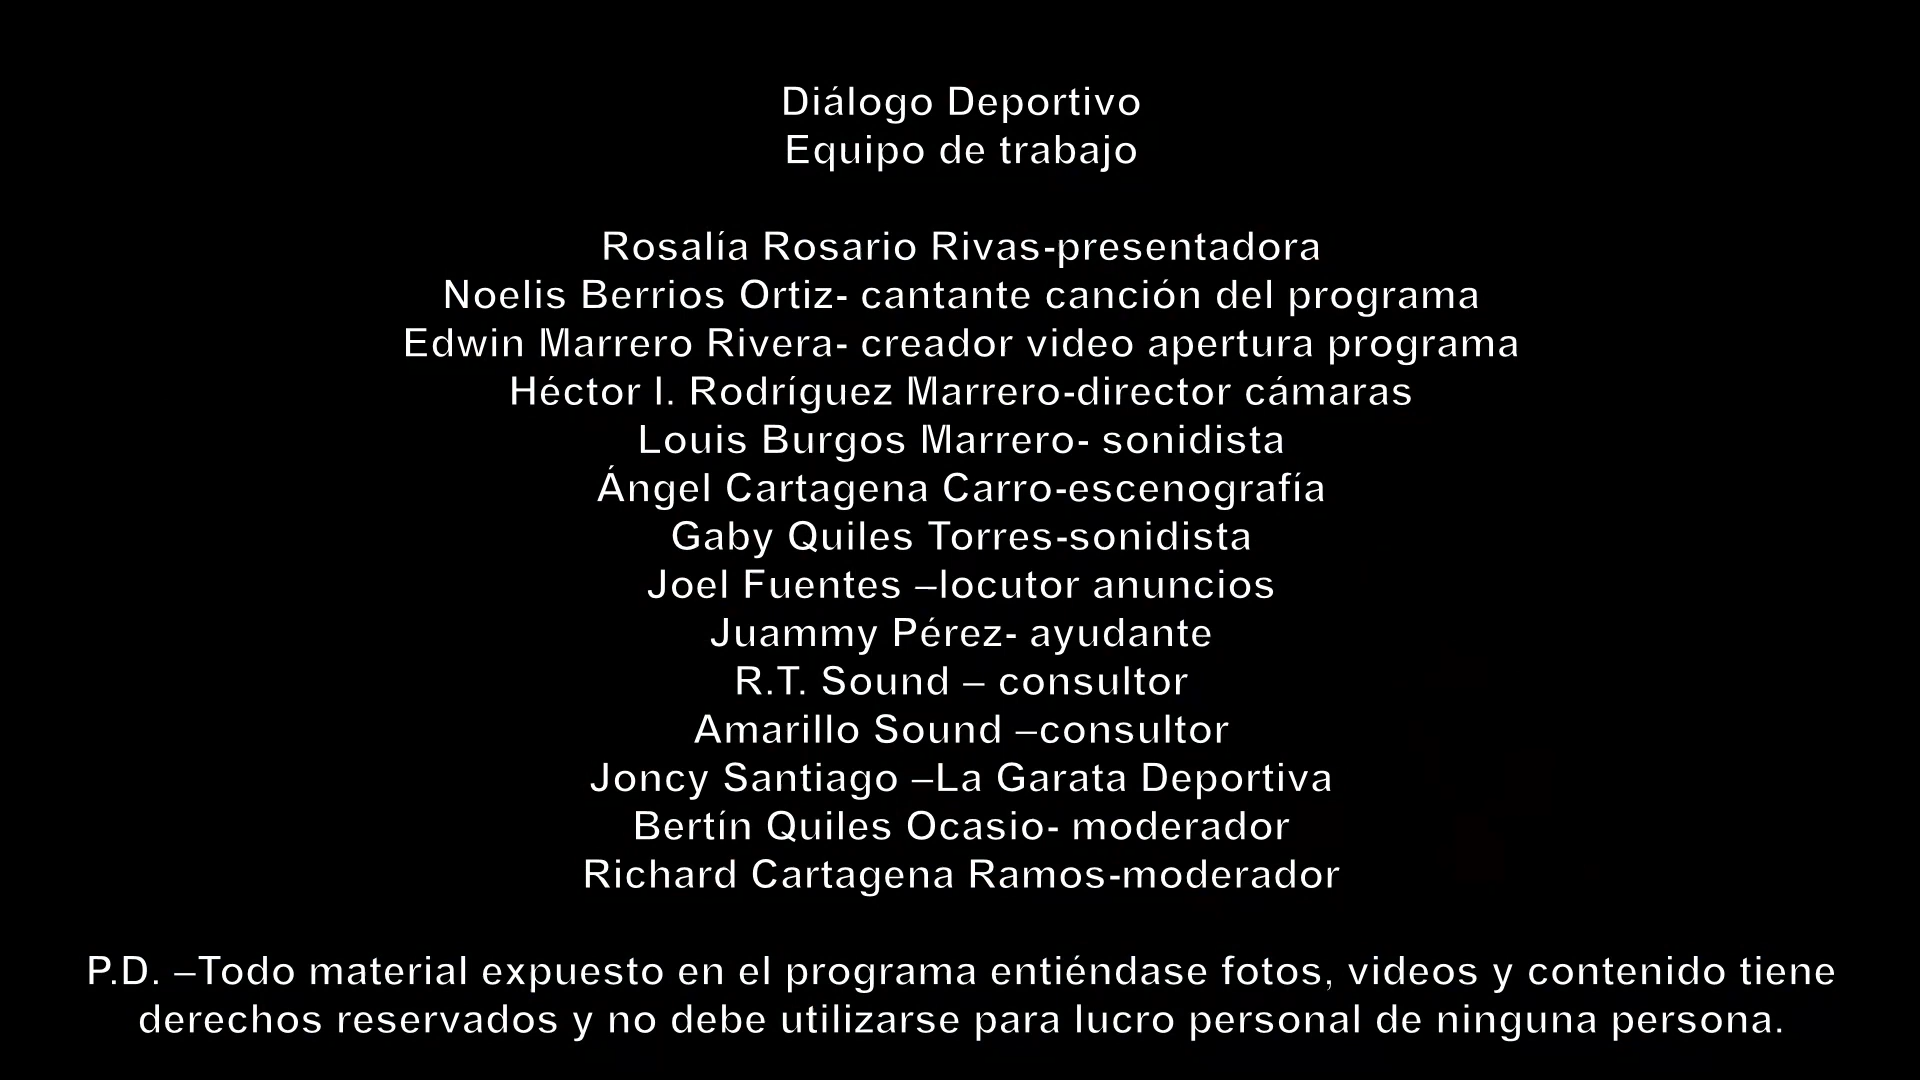 Diálogo Deportivo
Equipo de trabajo
Rosalía Rosario Rivas-presentadora
Noelis Berrios Ortiz- cantante canción del programa
Edwin Marrero Rivera- creador video apertura programa
Héctor I. Rodríguez Marrero-director cámaras
Louis Burgos Marrero- sonidista
Ángel Cartagena Carro-escenografía
Gaby Quiles Torres-sonidista
Joel Fuentes –locutor anuncios
Juammy Pérez- ayudante
R.T. Sound – consultor
Amarillo Sound –consultor
Joncy Santiago –La Garata Deportiva
Bertín Quiles Ocasio- moderador
Richard Cartagena Ramos-moderador
P.D. –Todo material expuesto en el programa entiéndase fotos, videos y contenido tiene
derechos reservados y no debe utilizarse para lucro personal de ninguna persona.